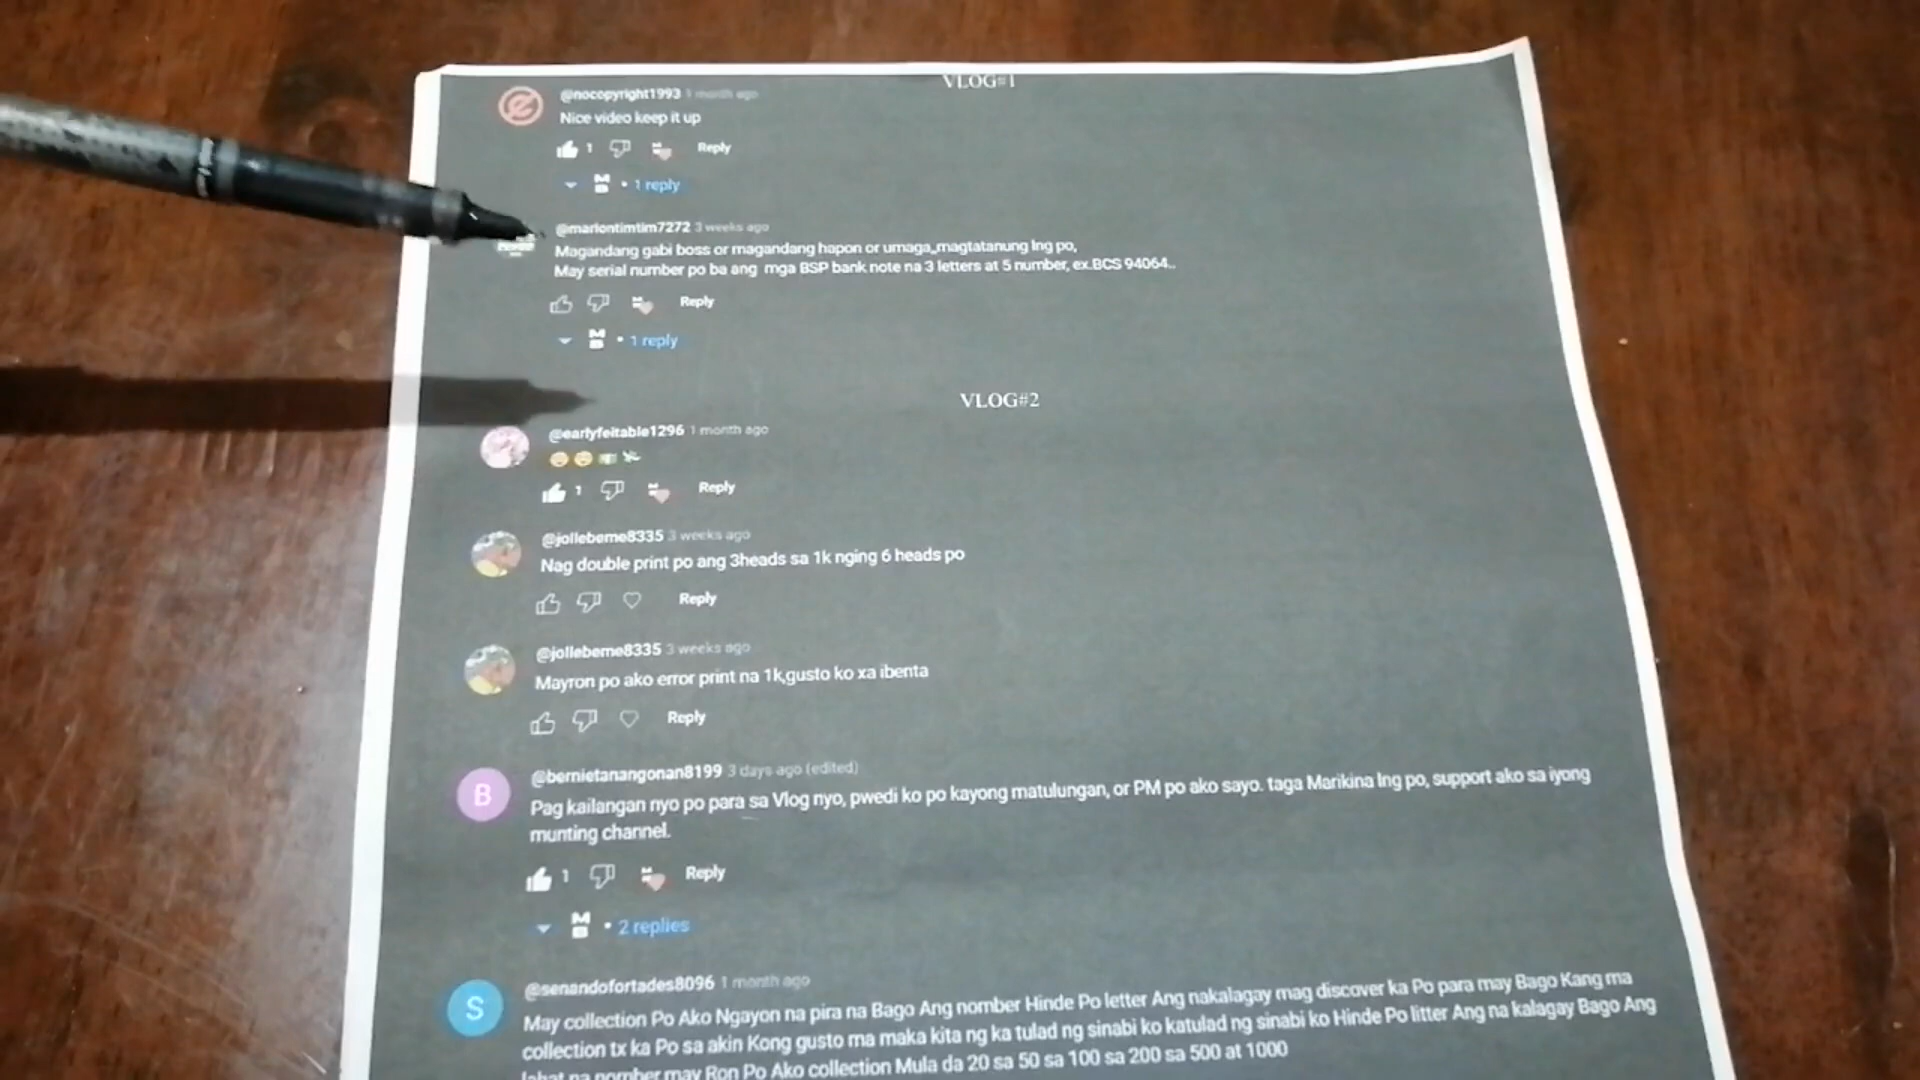 VLOG#1
@nocopyright1993 1 month ago
Nice video keep it up
1 Reply
1 reply
@marlontimtim7272 3 weeks ago
Magandang gabi boss or magandang hapon or umaga,,magtatanung lng po,
May serial number po ba ang mga BSP bank note na 3 letters at 5 number, ex.BCS 94064..
Reply
1 reply
VLOG#2
@earlyfeitable1296 1 month ago
1 Reply
@jollebeme8335 3 weeks ago
Nag double print po ang 3heads sa 1k nging 6 heads po
Reply
@jollebeme8335 3 weeks ago
Mayron po ako error print na 1k,gusto ko xa ibenta
Reply
B
@bernietanangonan8199 3 days ago (edited)
Pag kailangan nyo po para sa Vlog nyo, pwedi ko po kayong matulungan, or PM po ako sayo. taga Marikina lng po, support ako sa iyong
munting channel.
1 Reply
2 replies
S
@senandofortades8096 1 month ago
May collection Po Ako Ngayon na pira na Bago Ang nomber Hinde Po letter Ang nakalagay mag discover ka Po para may Bago Kang ma
collection tx ka Po sa akin Kong gusto ma maka kita ng ka tulad ng sinabi ko katulad ng sinabi ko Hinde Po litter Ang na kalagay Bago Ang
lahat na nomber may Ron Po Ako collection Mula da 20 sa 50 sa 100 sa 200 sa 500 at 1000